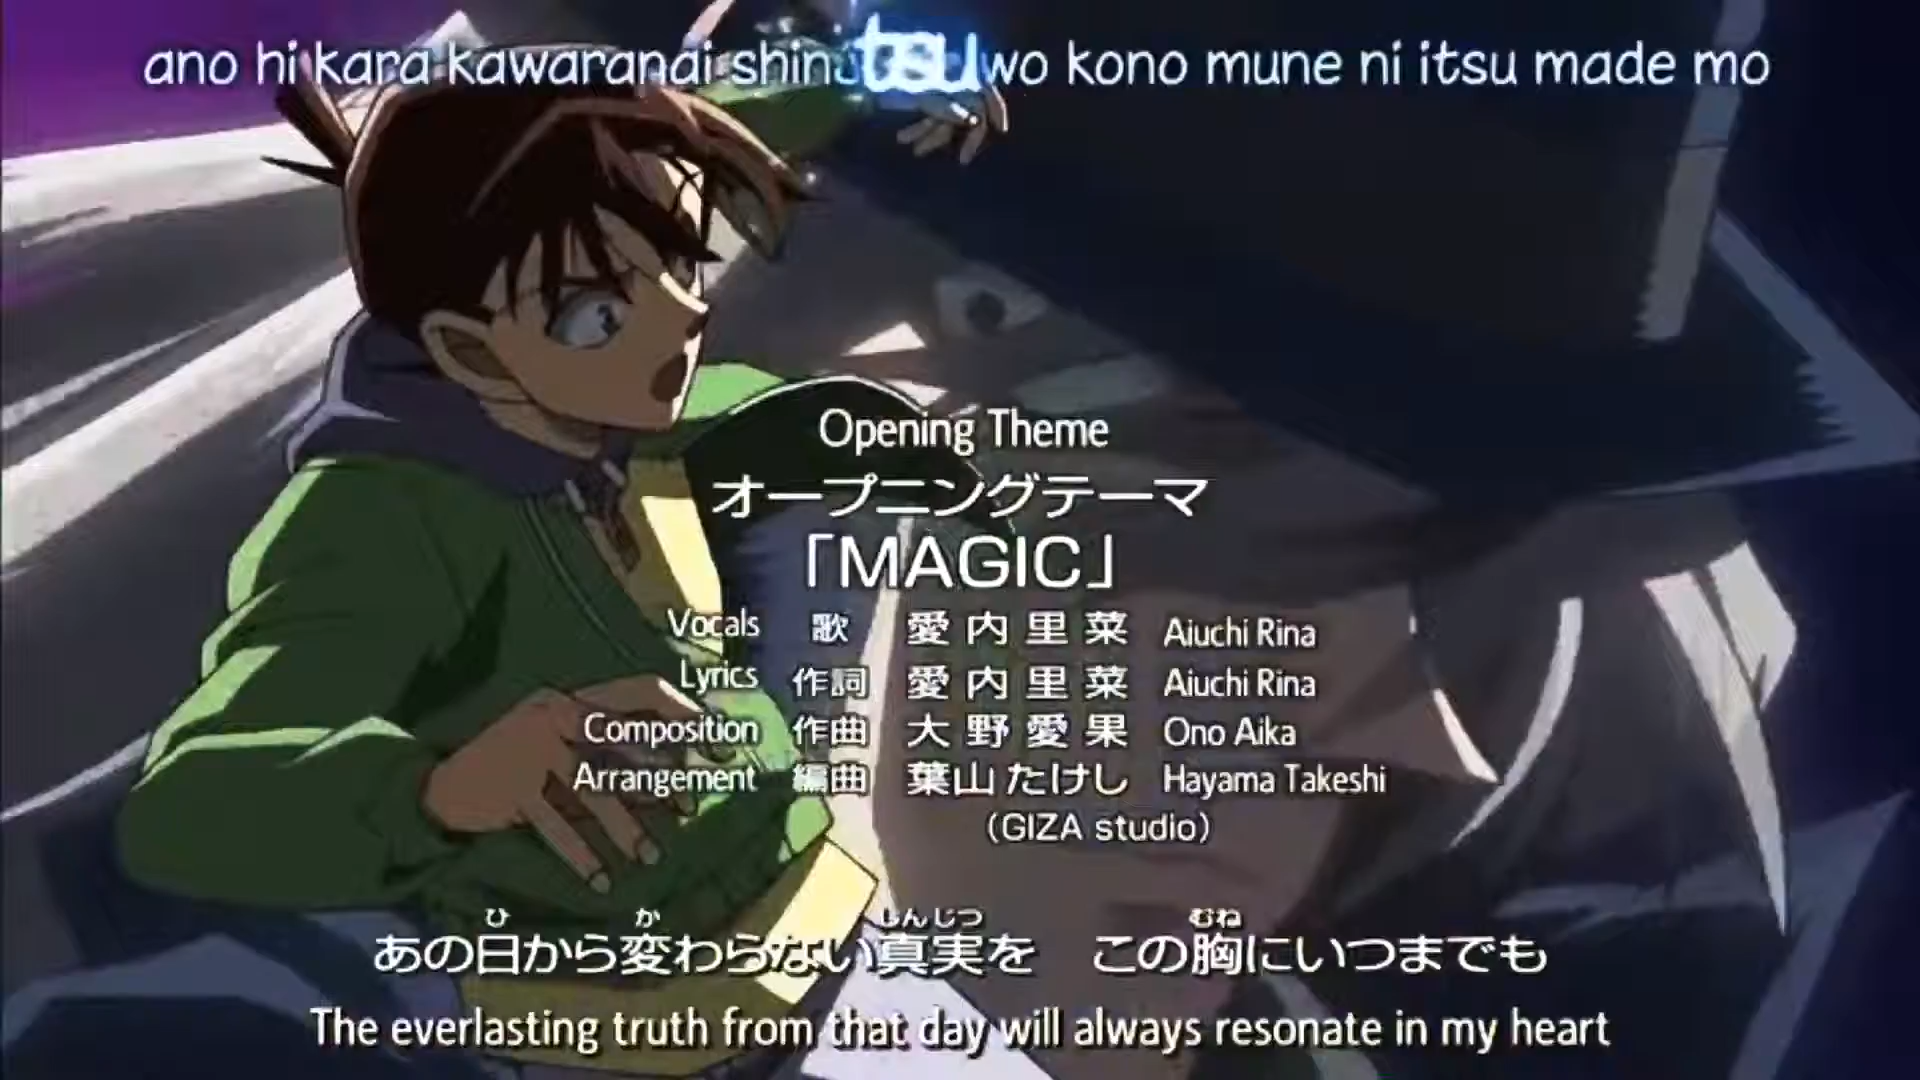 ano hi kara kawaranai shinjitsu wo kono mune ni itsu made mo
Opening Theme
オープニングテーマ
「MAGIC」
Vocals 歌 愛内里菜 Aiuchi Rina
Lyrics 作詞 愛内里菜 Aiuchi Rina
Composition 作曲 大野愛果 Ono Aika
Arrangement 編曲 葉山たけし Hayama Takeshi
(GIZA studio)
ひ か しんじつ むね
あの日から変わらない真実を この胸にいつまでも
The everlasting truth from that day will always resonate in my heart